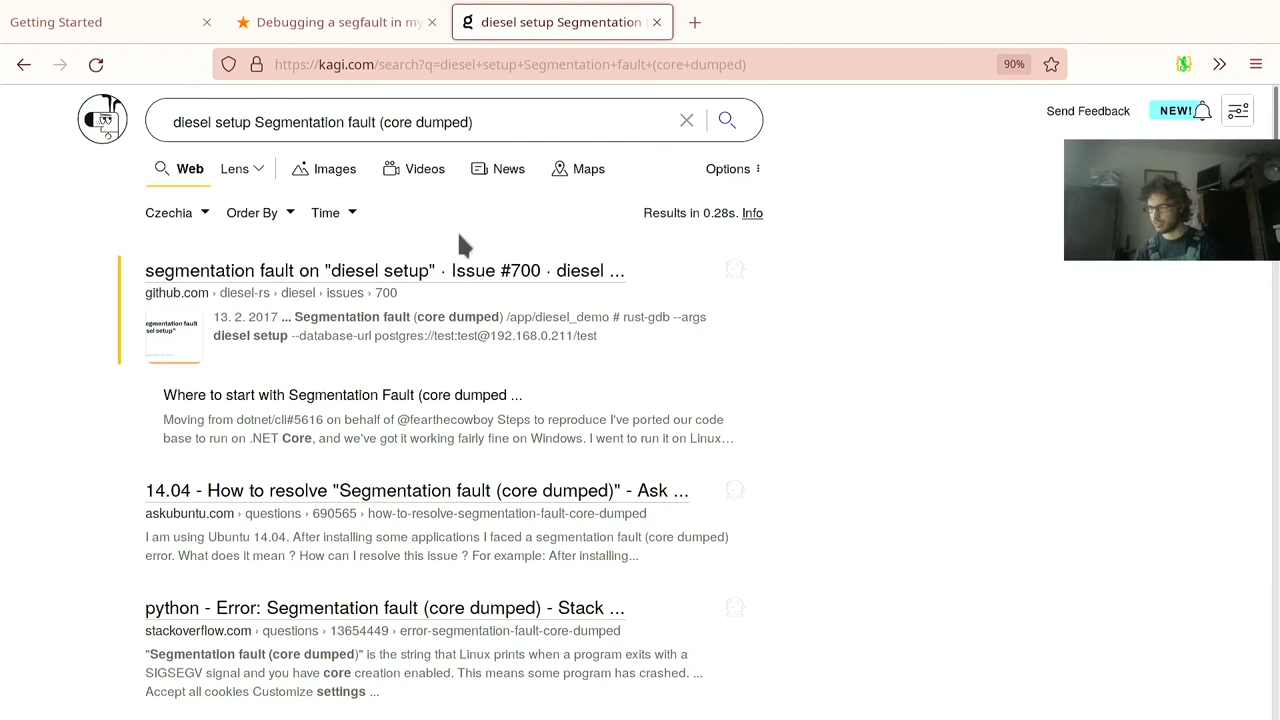 Getting Started
Debugging a segfault in my
diesel setup Segmentation
https://kagi.com/search?q=diesel+setup+Segmentation+fault+(core+dumped)
90%
diesel setup Segmentation fault (core dumped)
Send Feedback
NEW!
Web
Lens
Images
Videos
News
Maps
Options
Czechia
Order By
Time
Results in 0.28s. Info
segmentation fault on "diesel setup" · Issue #700 · diesel ...
github.com › diesel-rs › diesel › issues › 700
13. 2. 2017 ... Segmentation fault (core dumped) /app/diesel_demo # rust-gdb --args
diesel setup --database-url postgres://test:test@192.168.0.211/test
Where to start with Segmentation Fault (core dumped ...
Moving from dotnet/cli#5616 on behalf of @fearthecowboy Steps to reproduce I've ported our code
base to run on .NET Core, and we've got it working fairly fine on Windows. I went to run it on Linux…
14.04 - How to resolve "Segmentation fault (core dumped)" - Ask ...
askubuntu.com › questions › 690565 › how-to-resolve-segmentation-fault-core-dumped
I am using Ubuntu 14.04. After installing some applications I faced a segmentation fault (core dumped)
error. What does it mean ? How can I resolve this issue ? For example: After installing...
python - Error: Segmentation fault (core dumped) - Stack ...
stackoverflow.com › questions › 13654449 › error-segmentation-fault-core-dumped
"Segmentation fault (core dumped)" is the string that Linux prints when a program exits with a
SIGSEGV signal and you have core creation enabled. This means some program has crashed. ...
Accept all cookies Customize settings ...